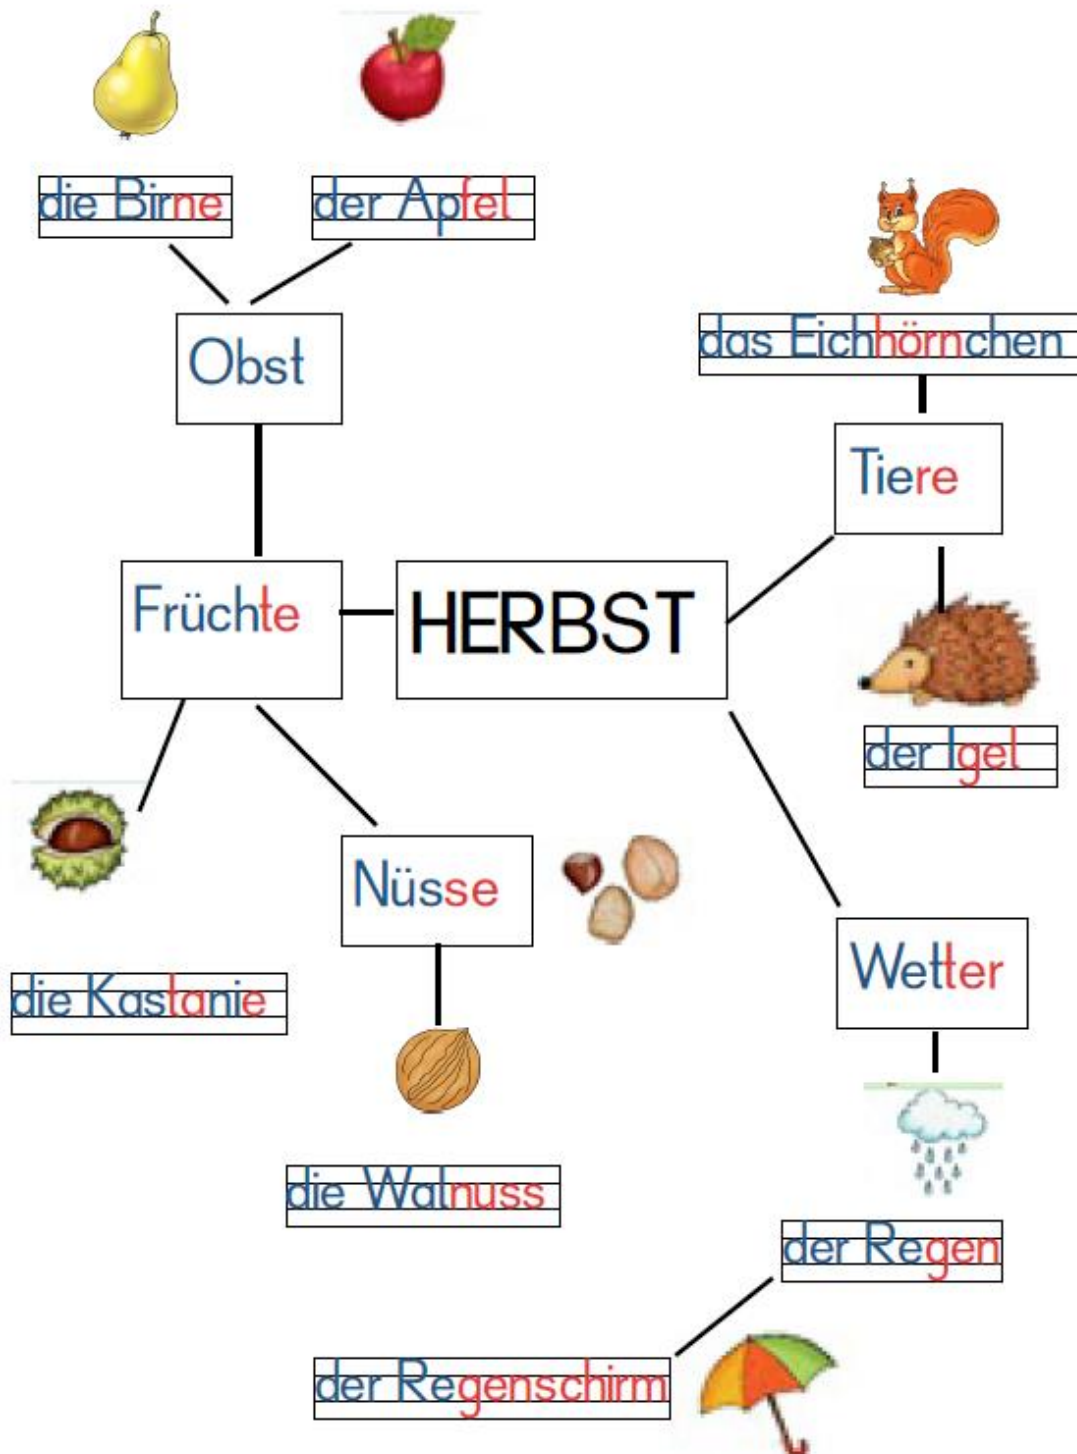 die Birne
der Apfel
Obst
das Eichhörnchen
Tiere
Früchte
HERBST
der Igel
Nüsse
Wetter
die Kastanie
die Walnuss
der Regen
der Regenschirm